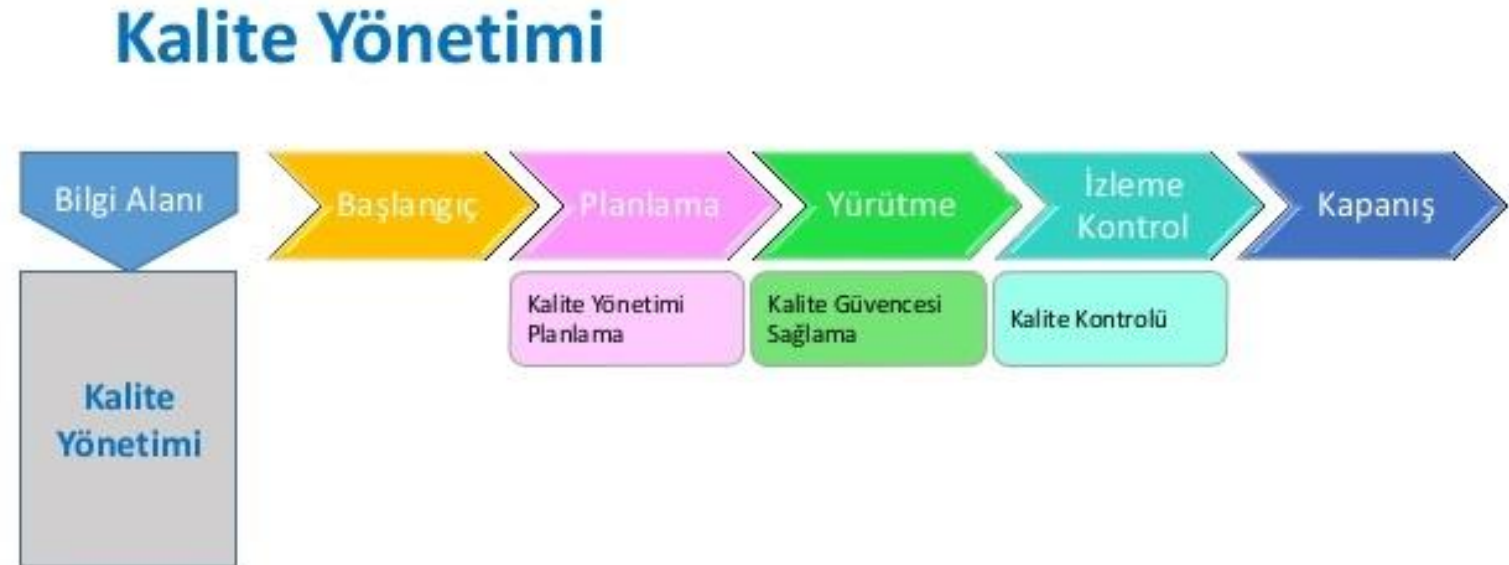 Kalite Yönetimi
Bilgi Alanı
Başlangıç
Planlama
Yürütme
İzleme
Kontrol
Kapanış
Kalite Yönetimi
Planlama
Kalite Güvencesi
Sağlama
Kalite Kontrolü
Kalite
Yönetimi